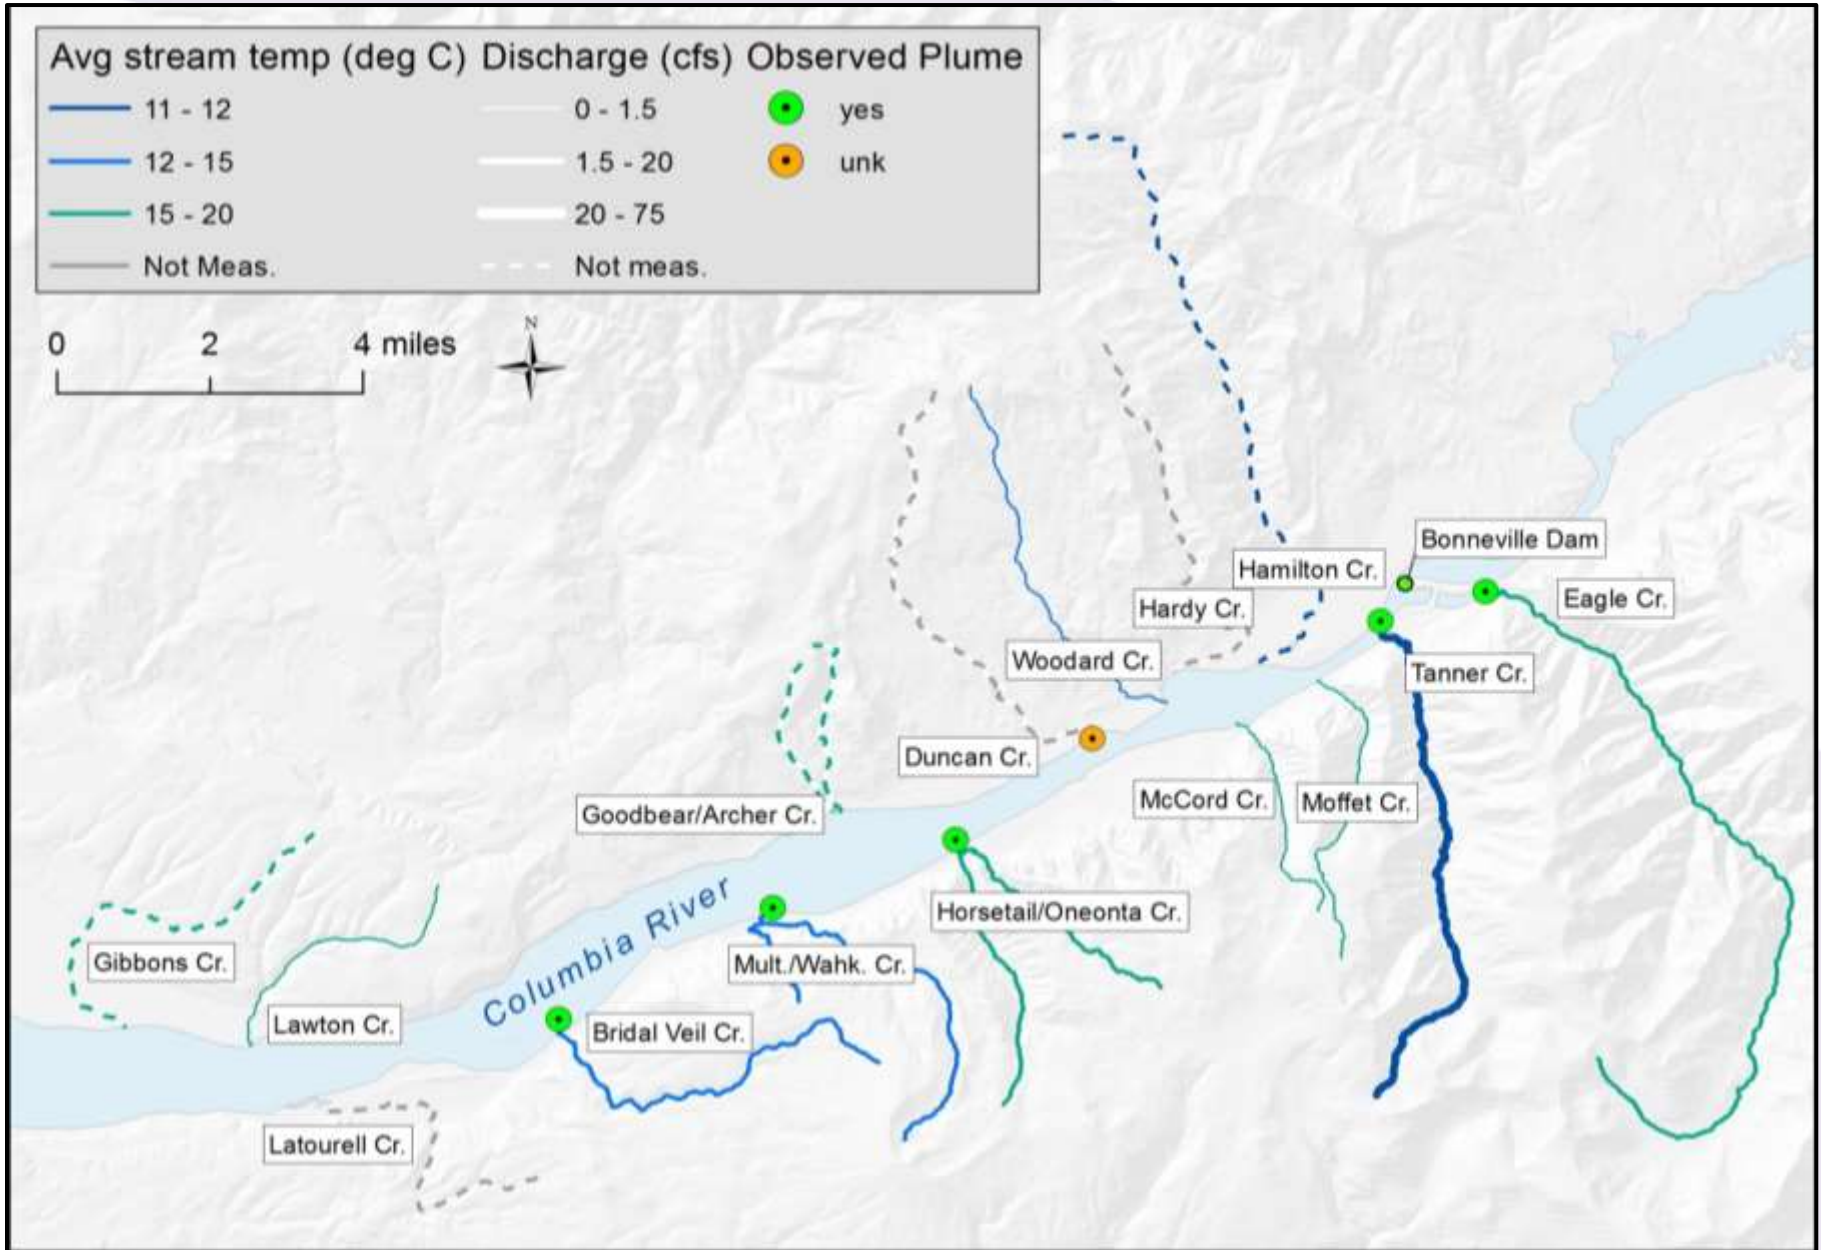 Avg stream temp (deg C) Discharge (cfs) Observed Plume
11 - 12 0 - 1.5 yes
12 - 15 1.5 - 20 unk
15 - 20 20 - 75
Not Meas. Not meas.
0 2 4 miles
N
Bonneville Dam
Hamilton Cr.
Eagle Cr.
Hardy Cr.
Woodard Cr.
Tanner Cr.
Duncan Cr.
McCord Cr.
Moffet Cr.
Goodbear/Archer Cr.
Columbia River
Horsetail/Oneonta Cr.
Gibbons Cr.
Mult./Wahk. Cr.
Lawton Cr.
Bridal Veil Cr.
Latourell Cr.